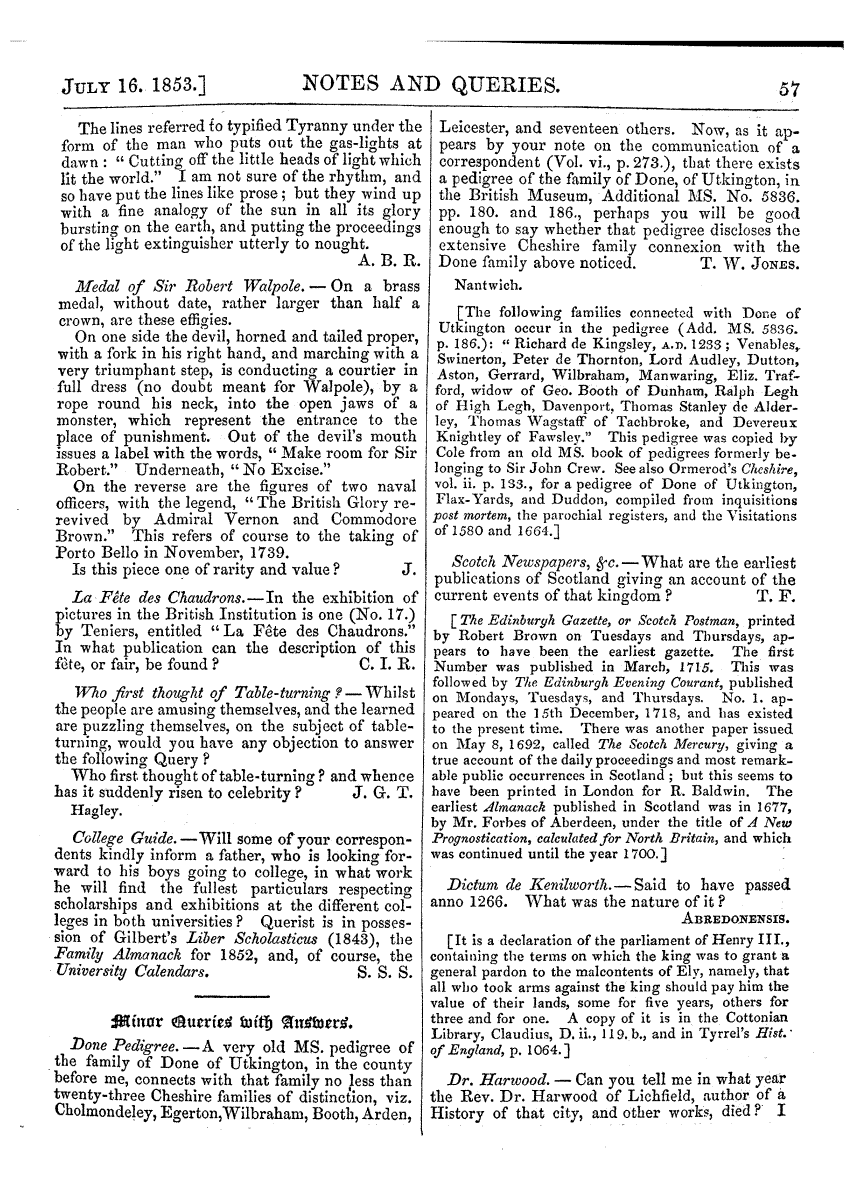 JULY 16. 1853.] NOTES AND QUERIES. 57
The lines referred to typified Tyranny under the
form of the man who puts out the gas-lights at
dawn: "Cutting off the little heads of light which
lit the world." I am not sure of the rhythm, and
so have put the lines like prose; but they wind up
with a fine analogy of the sun in all its glory
bursting on the earth, and putting the proceedings
of the light extinguisher utterly to nought.
A. B. R.
Medal of Sir Robert Walpole. — On a brass
medal, without date, rather larger than half a
crown, are these effigies.
On one side the devil, horned and tailed proper,
with a fork in his right hand, and marching with a
very triumphant step, is conducting a courtier in
full dress (no doubt meant for Walpole), by a
rope round his neck, into the open jaws of a
monster, which represent the entrance to the
place of punishment. Out of the devil's mouth
issues a label with the words, "Make room for Sir
Robert." Underneath, "No Excise."
On the reverse are the figures of two naval
officers, with the legend, "The British Glory re-
revived by Admiral Vernon and Commodore
Brown." This refers of course to the taking of
Porto Bello in November, 1739.
Is this piece one of rarity and value? J.
La Fête des Chaudrons.—In the exhibition of
pictures in the British Institution is one (No. 17.)
by Teniers, entitled "La Fête des Chaudrons."
In what publication can the description of this
fête, or fair, be found? C. I. R.
Who first thought of Table-turning?—Whilst
the people are amusing themselves, and the learned
are puzzling themselves, on the subject of table-
turning, would you have any objection to answer
the following Query?
Who first thought of table-turning? and whence
has it suddenly risen to celebrity? J. G. T.
Hagley.
College Guide.—Will some of your correspon-
dents kindly inform a father, who is looking for-
ward to his boys going to college, in what work
he will find the fullest particulars respecting
scholarships and exhibitions at the different col-
leges in both universities? Querist is in posses-
sion of Gilbert's Liber Scholasticus (1843), the
Family Almanack for 1852, and, of course, the
University Calendars. S. S. S.
Minor Queries with Answers.
Done Pedigree.—A very old MS. pedigree of
the family of Done of Utkington, in the county
before me, connects with that family no less than
twenty-three Cheshire families of distinction, viz.
Cholmondeley, Egerton, Wilbraham, Booth, Arden,
Leicester, and seventeen others. Now, as it ap-
pears by your note on the communication of a
correspondent (Vol. vi., p. 273.), that there exists
a pedigree of the family of Done, of Utkington, in
the British Museum, Additional MS. No. 5836.
pp. 180. and 186., perhaps you will be good
enough to say whether that pedigree discloses the
extensive Cheshire family connexion with the
Done family above noticed. T. W. JONES.
Nantwich.
[The following families connected with Done of
Utkington occur in the pedigree (Add. MS. 5836.
p. 186.): "Richard de Kingsley, A.D. 1233; Venables,
Swinerton, Peter de Thornton, Lord Audley, Dutton,
Aston, Gerrard, Wilbraham, Manwaring, Eliz. Traf-
ford, widow of Geo. Booth of Dunham, Ralph Legh
of High Legh, Davenport, Thomas Stanley de Alder-
ley, Thomas Wagstaff of Tachbroke, and Devereux
Knightley of Fawsley." This pedigree was copied by
Cole from an old MS. book of pedigrees formerly be-
longing to Sir John Crew. See also Ormerod's Cheshire,
vol. ii. p. 133., for a pedigree of Done of Utkington,
Flax-Yards, and Duddon, compiled from inquisitions
post mortem, the parochial registers, and the Visitations
of 1580 and 1664.]
Scotch Newspapers, &c.—What are the earliest
publications of Scotland giving an account of the
current events of that kingdom? T. F.
[The Edinburgh Gazette, or Scotch Postman, printed
by Robert Brown on Tuesdays and Thursdays, ap-
pears to have been the earliest gazette. The first
Number was published in March, 1715. This was
followed by The Edinburgh Evening Courant, published
on Mondays, Tuesdays, and Thursdays. No. 1. ap-
peared on the 15th December, 1718, and has existed
to the present time. There was another paper issued
on May 8, 1692, called The Scotch Mercury, giving a
true account of the daily proceedings and most remark-
able public occurrences in Scotland; but this seems to
have been printed in London for R. Baldwin. The
earliest Almanack published in Scotland was in 1677,
by Mr. Forbes of Aberdeen, under the title of A New
Prognostication, calculated for North Britain, and which
was continued until the year 1700.]
Dictum de Kenilworth.—Said to have passed
anno 1266. What was the nature of it?
ABREDONENSIS.
[It is a declaration of the parliament of Henry III.,
containing the terms on which the king was to grant a
general pardon to the malcontents of Ely, namely, that
all who took arms against the king should pay him the
value of their lands, some for five years, others for
three and for one. A copy of it is in the Cottonian
Library, Claudius, D. ii., 119. b., and in Tyrrel's Hist.
of England, p. 1064.]
Dr. Harwood. — Can you tell me in what year
the Rev. Dr. Harwood of Lichfield, author of a
History of that city, and other works, died? I